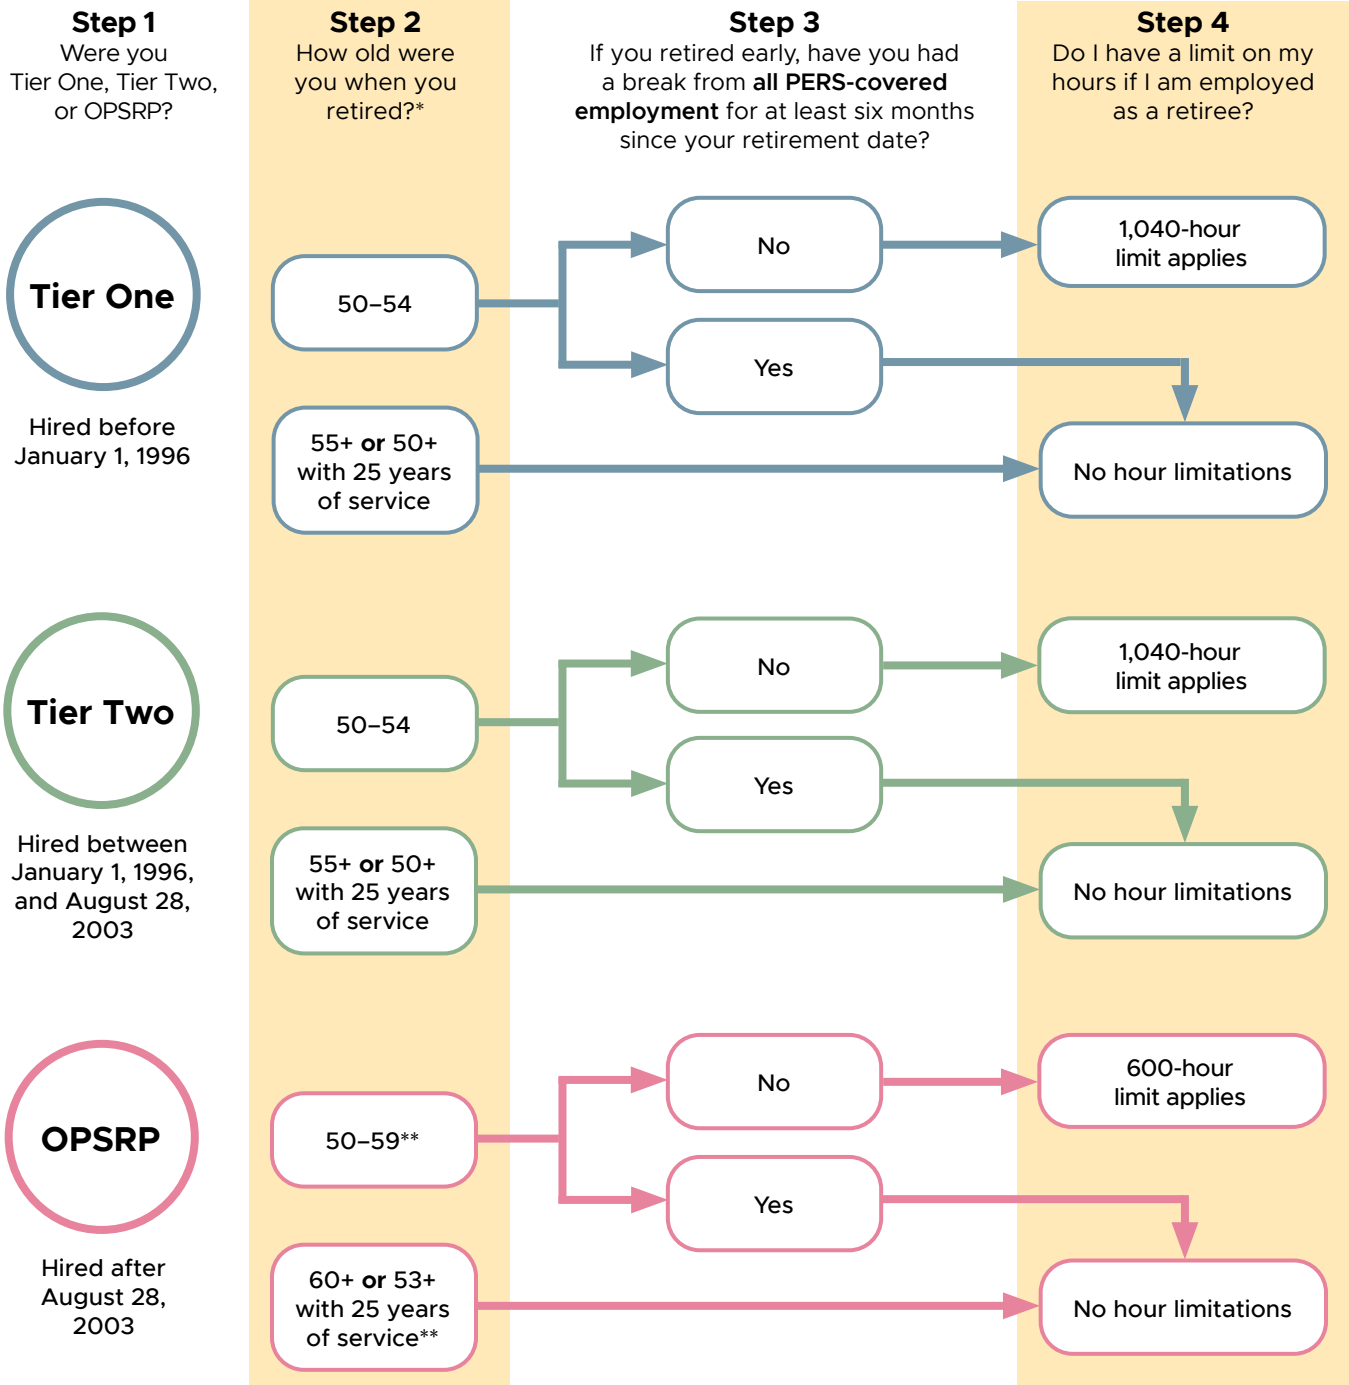 Step 1
Were you
Tier One, Tier Two,
or OPSRP?
Step 2
How old were
you when you
retired?*
Step 3
If you retired early, have you had
a break from all PERS-covered
employment for at least six months
since your retirement date?
Step 4
Do I have a limit on my
hours if I am employed
as a retiree?
Tier One
Hired before
January 1, 1996
50–54
No
1,040-hour
limit applies
Yes
55+ or 50+
with 25 years
of service
No hour limitations
Tier Two
Hired between
January 1, 1996,
and August 28,
2003
50–54
No
1,040-hour
limit applies
Yes
55+ or 50+
with 25 years
of service
No hour limitations
OPSRP
Hired after
August 28,
2003
50–59**
No
600-hour
limit applies
Yes
60+ or 53+
with 25 years
of service**
No hour limitations